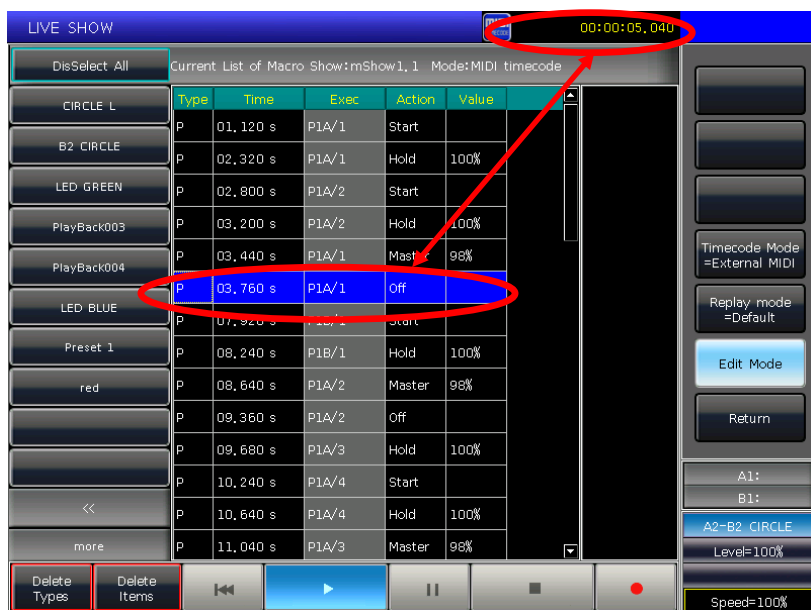 LIVE SHOW
00:00:05.040
DisSelect All
Current List of Macro Show:mShow1.1 Mode:MIDI timecode
CIRCLE L
B2 CIRCLE
LED GREEN
PlayBack003
PlayBack004
LED BLUE
Preset 1
red
<<
more
Type Time Exec Action Value
P 01.120 s P1A/1 Start
P 02.320 s P1A/1 Hold 100%
P 02.800 s P1A/2 Start
P 03.200 s P1A/2 Hold 100%
P 03.440 s P1A/1 Master 98%
P 03.760 s P1A/1 Off
P 07.920 s P1B/1 Start
P 08.240 s P1B/1 Hold 100%
P 08.640 s P1A/2 Master 98%
P 09.360 s P1A/2 Off
P 09.680 s P1A/3 Hold 100%
P 10.240 s P1A/4 Start
P 10.640 s P1A/4 Hold 100%
P 11.040 s P1A/3 Master 98%
Timecode Mode
=External MIDI
Replay mode
=Default
Edit Mode
Return
A1:
B1:
A2-B2 CIRCLE
Level=100%
Speed=100%
Delete
Types
Delete
Items